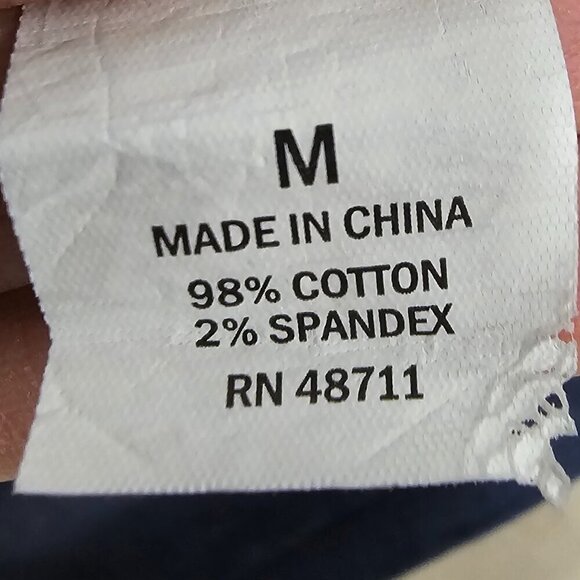 M
MADE IN CHINA
98% COTTON
2% SPANDEX
RN 48711